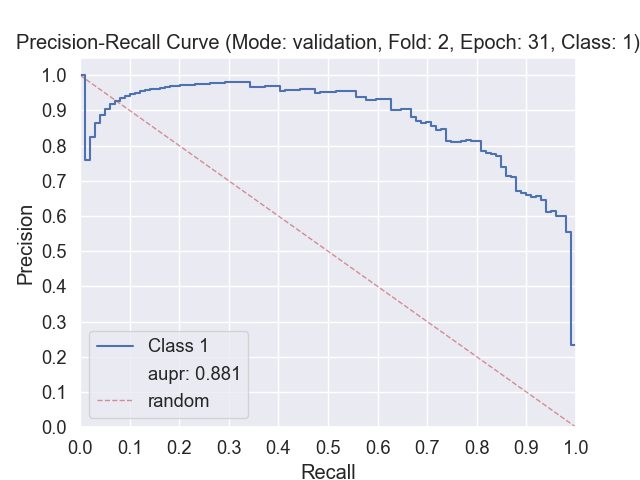 Precision-Recall Curve (Mode: validation, Fold: 2, Epoch: 31, Class: 1)
1.0
0.9
0.8
0.7
0.6
0.5
0.4
0.3
0.2
0.1
0.0
Precision
Class 1
aupr: 0.881
random
0.0 0.1 0.2 0.3 0.4 0.5 0.6 0.7 0.8 0.9 1.0
Recall